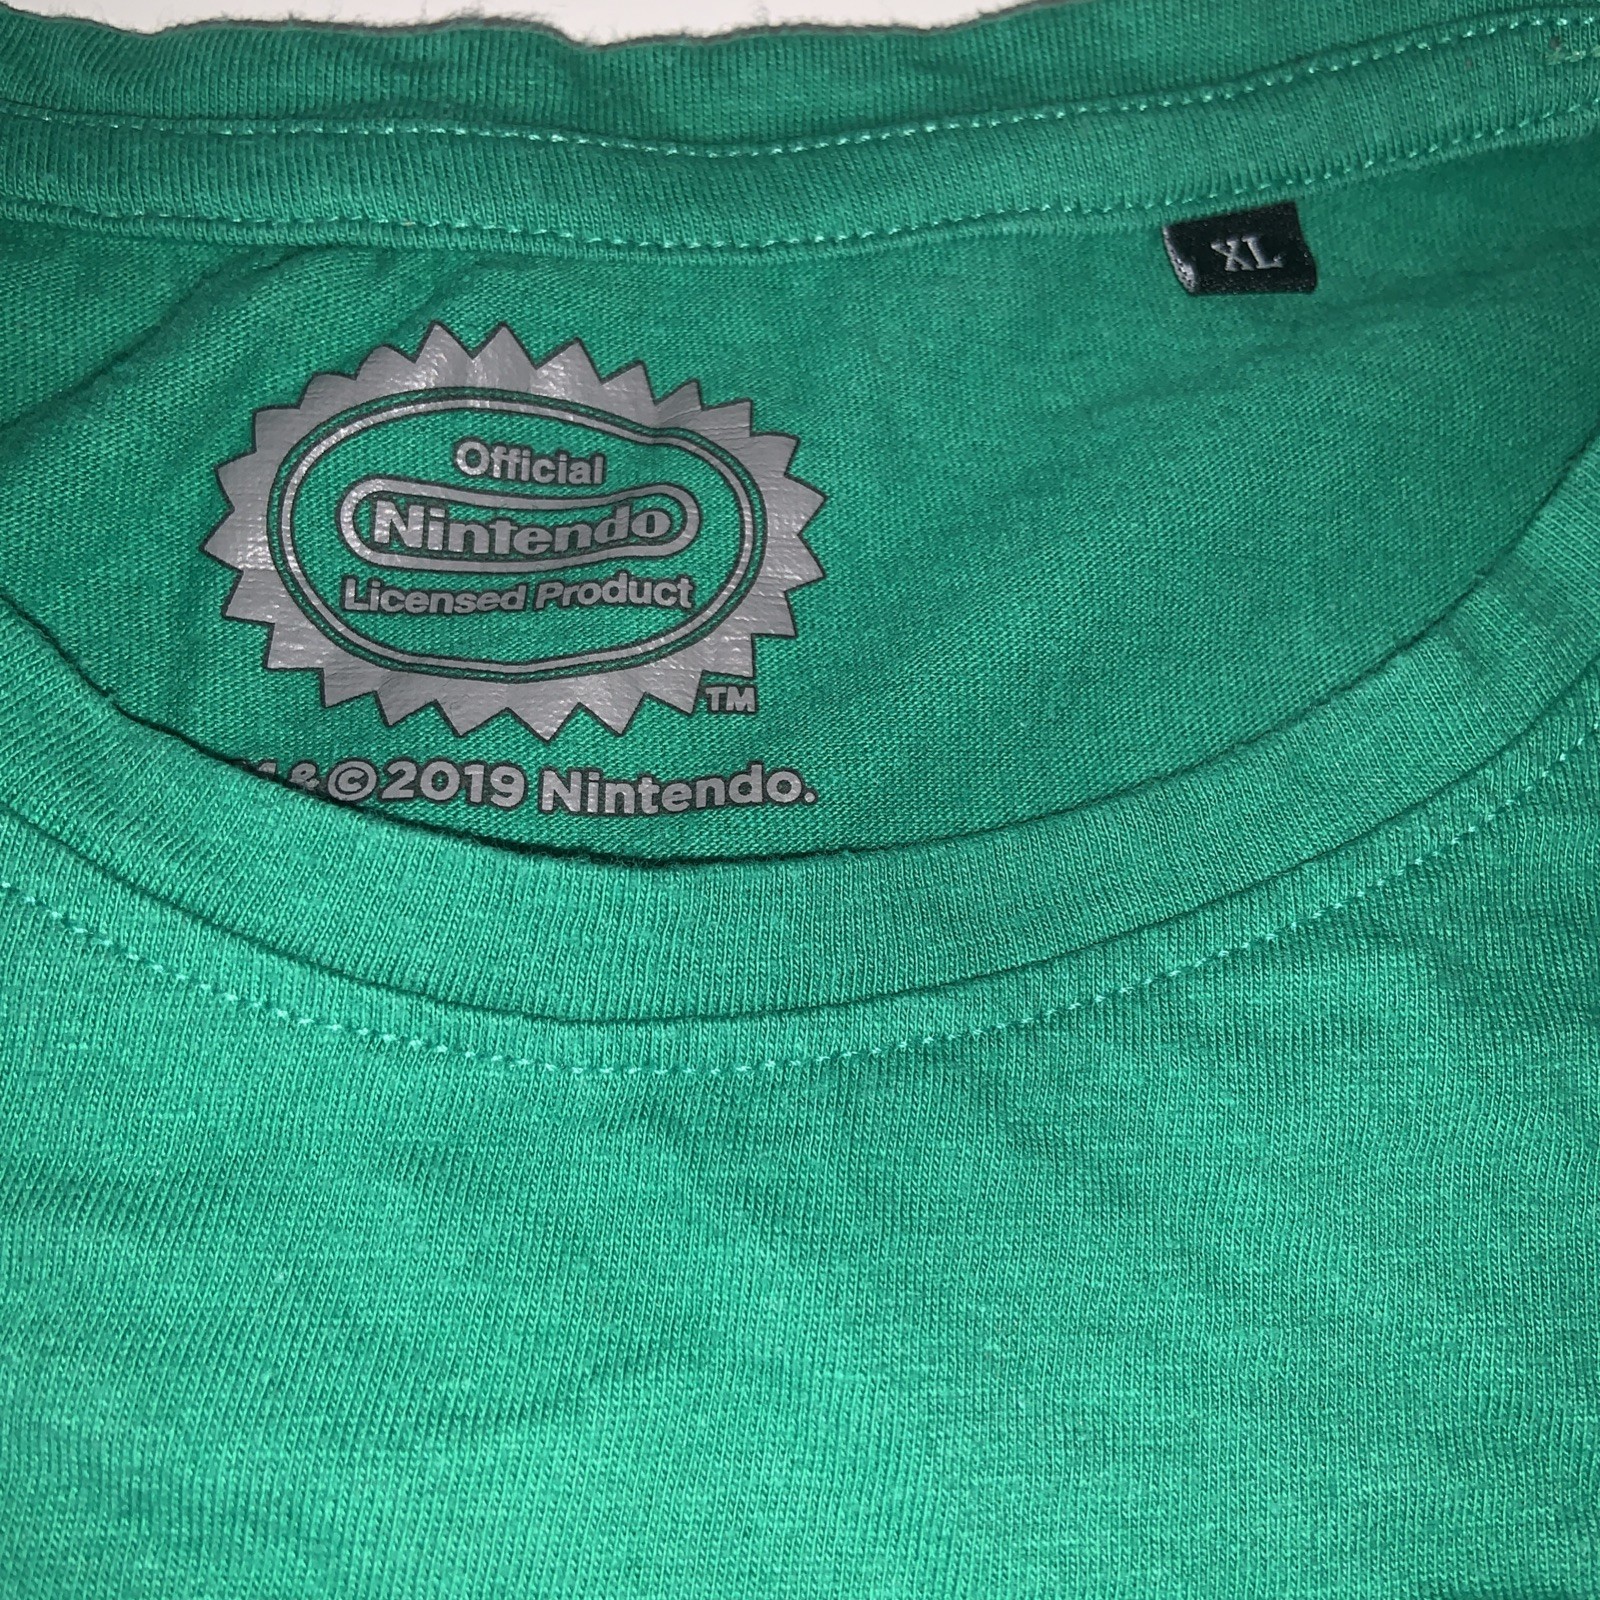 XL
Official
Nintendo
Licensed Product
TM
& © 2019 Nintendo.